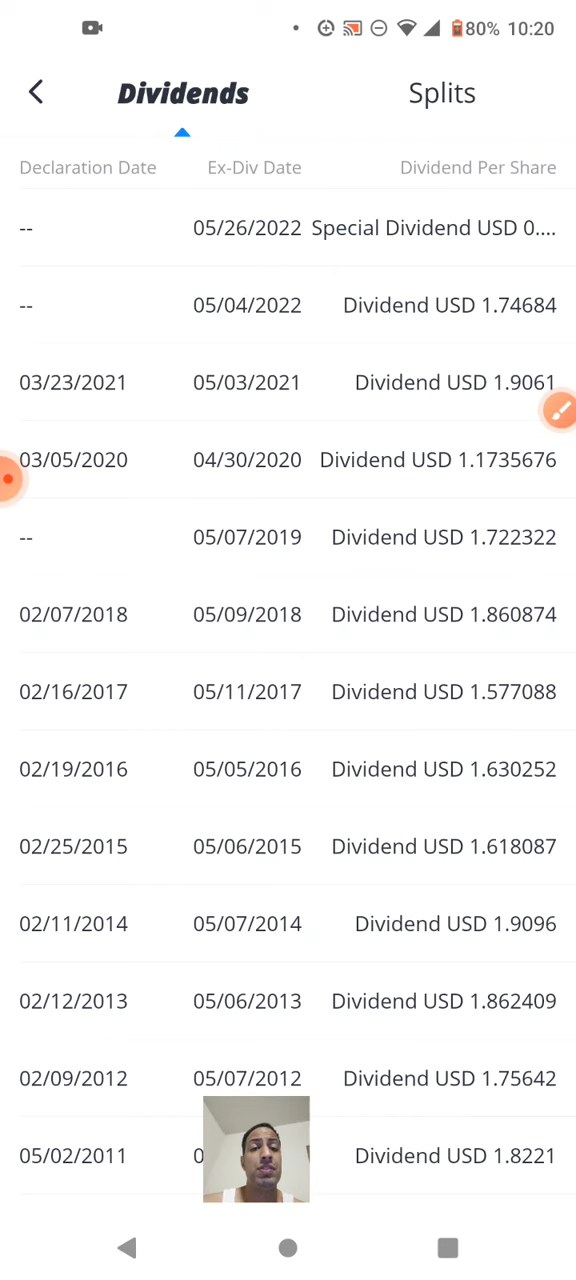 80% 10:20
Dividends Splits
Declaration Date Ex-Div Date Dividend Per Share
-- 05/26/2022 Special Dividend USD 0....
-- 05/04/2022 Dividend USD 1.74684
03/23/2021 05/03/2021 Dividend USD 1.9061
03/05/2020 04/30/2020 Dividend USD 1.1735676
-- 05/07/2019 Dividend USD 1.722322
02/07/2018 05/09/2018 Dividend USD 1.860874
02/16/2017 05/11/2017 Dividend USD 1.577088
02/19/2016 05/05/2016 Dividend USD 1.630252
02/25/2015 05/06/2015 Dividend USD 1.618087
02/11/2014 05/07/2014 Dividend USD 1.9096
02/12/2013 05/06/2013 Dividend USD 1.862409
02/09/2012 05/07/2012 Dividend USD 1.75642
05/02/2011 0 Dividend USD 1.8221